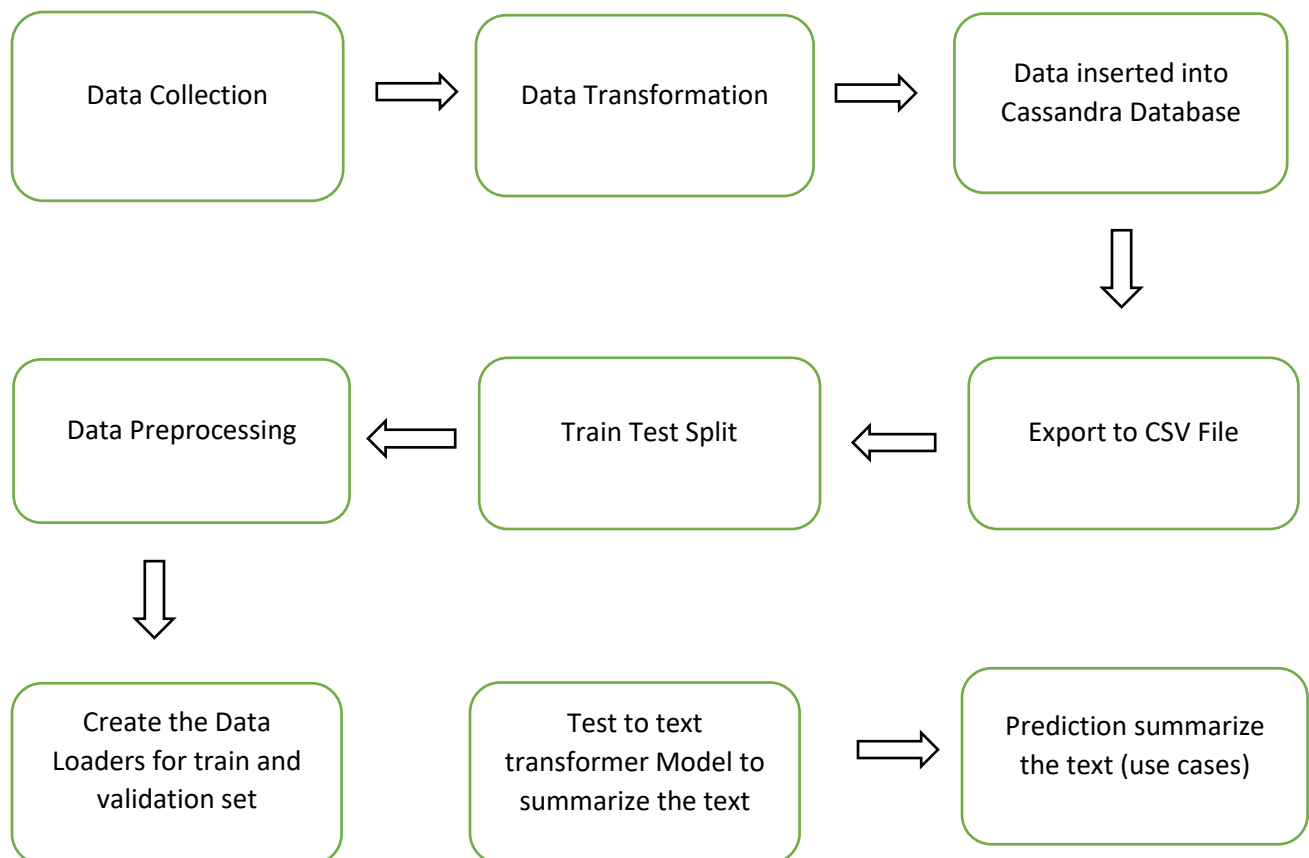 Data Collection
Data Transformation
Data inserted into
Cassandra Database
Data Preprocessing
Train Test Split
Export to CSV File
Create the Data
Loaders for train and
validation set
Test to text
transformer Model to
summarize the text
Prediction summarize
the text (use cases)